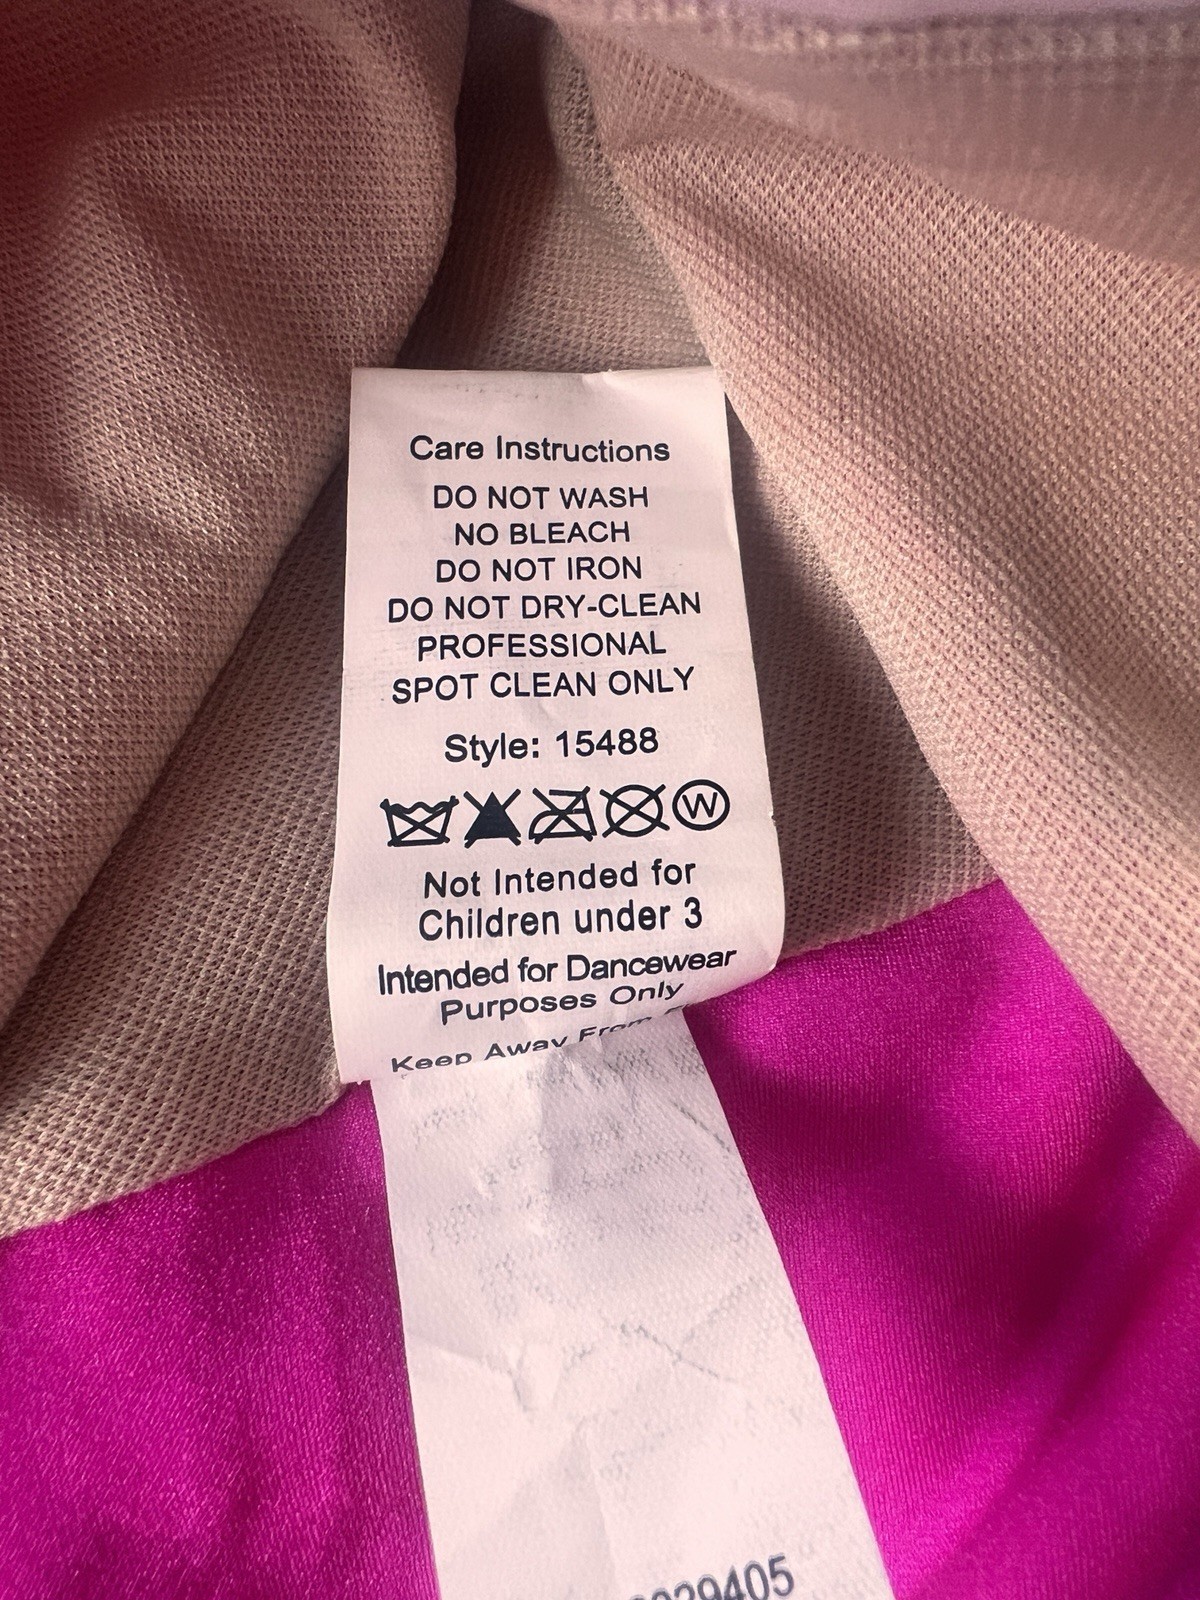 Care Instructions
DO NOT WASH
NO BLEACH
DO NOT IRON
DO NOT DRY-CLEAN
PROFESSIONAL
SPOT CLEAN ONLY
Style: 15488
W
Not Intended for
Children under 3
Intended for Dancewear
Purposes Only
Keep Away From